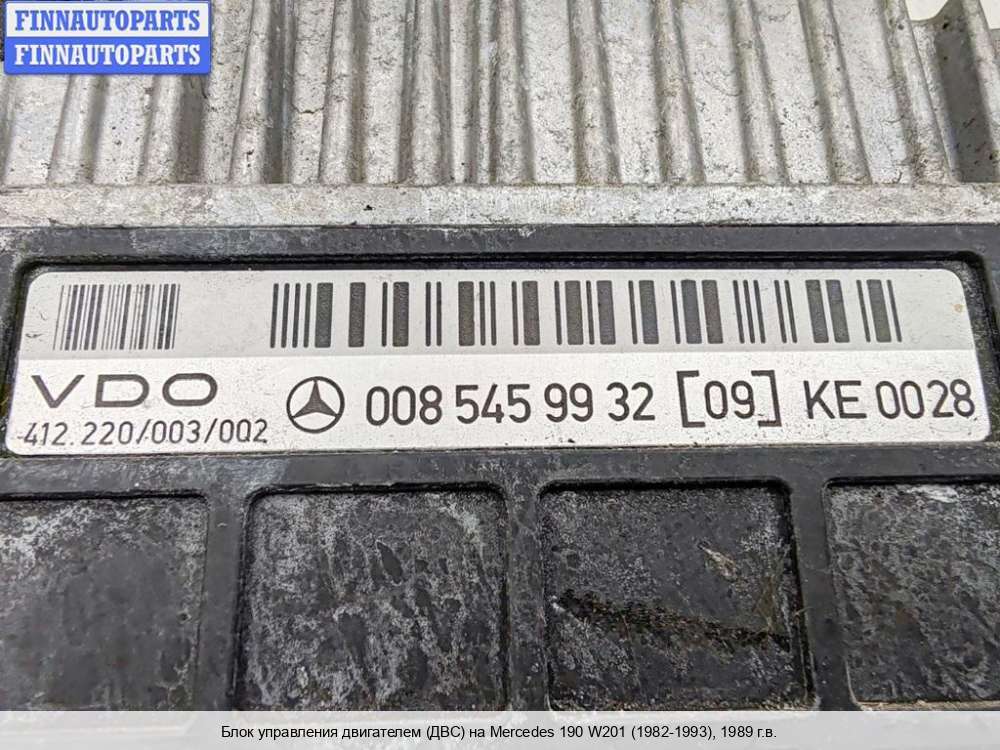 FINNAUTOPARTS
FINNAUTOPARTS
VDO 008 545 99 32 [09] KE 0028
412.220/003/002
Блок управления двигателем (ДВС) на Mercedes 190 W201 (1982-1993), 1989 г.в.